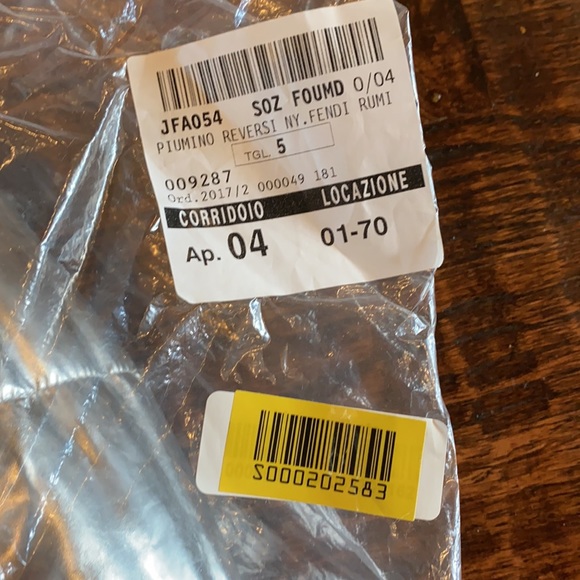 JFA054 SOZ FOUMD 0/04
PIUMINO REVERSI NY.FENDI RUMI
TGL. 5
009287
Ord.2017/2 000049 181
CORRIDOIO LOCAZIONE
Ap. 04 01-70
S000202583